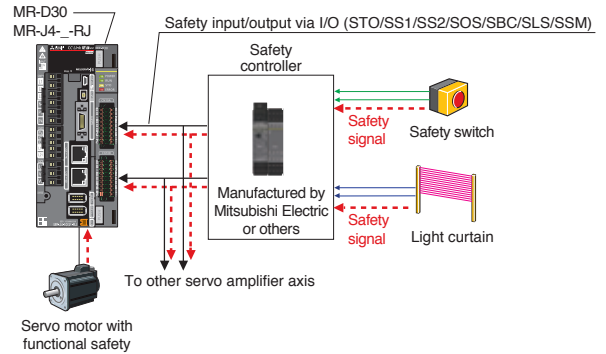 MR-D30
MR-J4-_-RJ
Safety input/output via I/O (STO/SS1/SS2/SOS/SBC/SLS/SSM)
Safety
controller
Safety
signal
Safety switch
Manufactured by
Mitsubishi Electric
or others
Safety
signal
Light curtain
To other servo amplifier axis
Servo motor with
functional safety